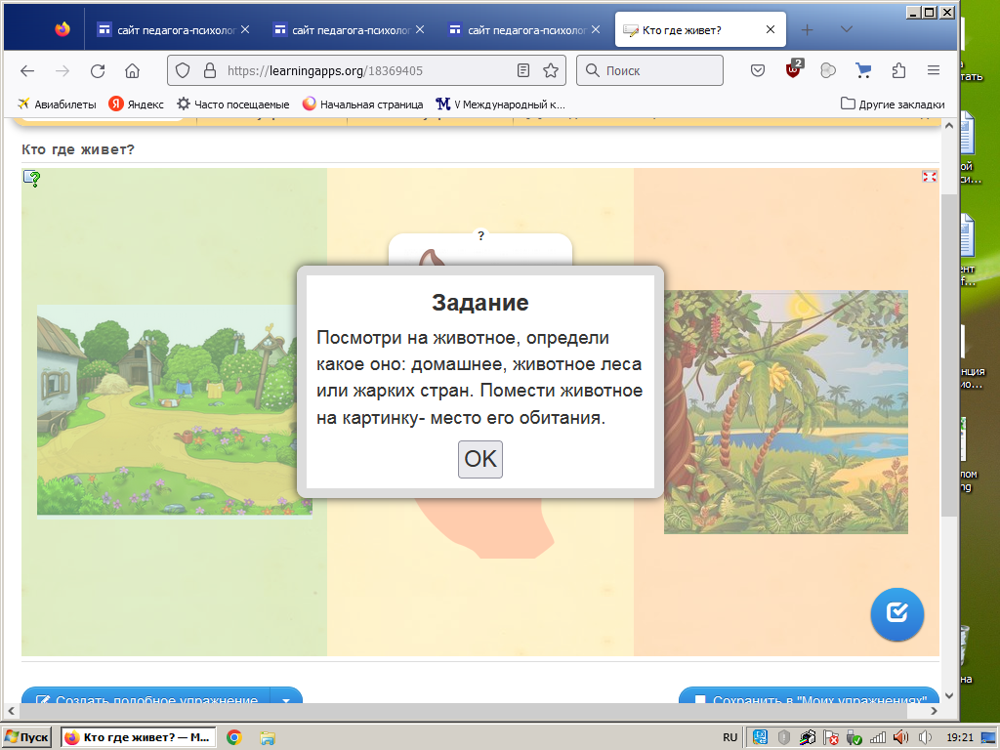 сайт педагога-психолог
сайт педагога-психолог
сайт педагога-психолог
Кто где живет?
https://learningapps.org/18369405
Поиск
2
Авиабилеты
Яндекс
Часто посещаемые
Начальная страница
V Международный к...
Другие закладки
Кто где живет?
?
Задание
Посмотри на животное, определи
какое оно: домашнее, животное леса
или жарких стран. Помести животное
на картинку- место его обитания.
OK
Создать подобное упражнение
Сохранить в "Моих упражнениях"
Пуск
Кто где живет? — M...
RU
19:21